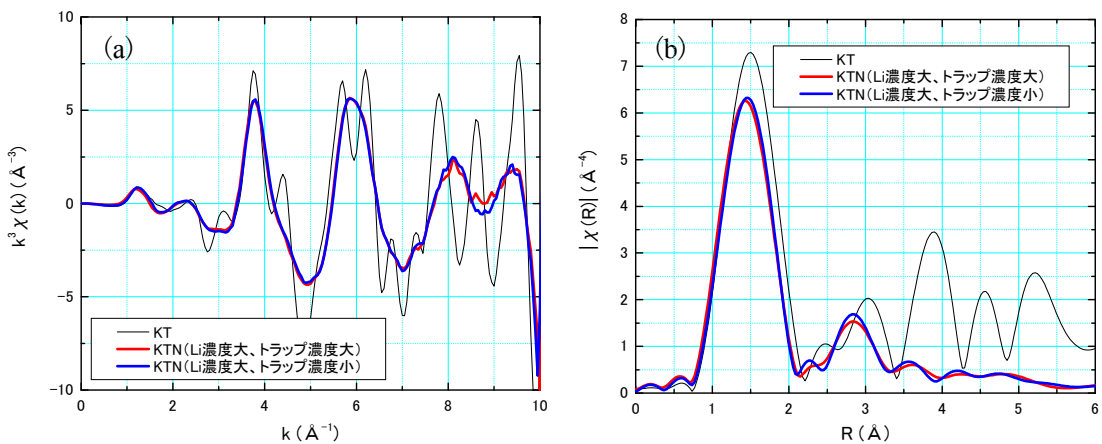 (a)
10
5
0
−5
−10
k³ χ(k) (Å⁻³)
KT
KTN(Li濃度大、トラップ濃度大)
KTN(Li濃度大、トラップ濃度小)
0 2 4 6 8 10
k (Å⁻¹)
(b)
8
7
6
5
4
3
2
1
0
|χ(R)| (Å⁻⁴)
KT
KTN(Li濃度大、トラップ濃度大)
KTN(Li濃度大、トラップ濃度小)
0 1 2 3 4 5 6
R (Å)